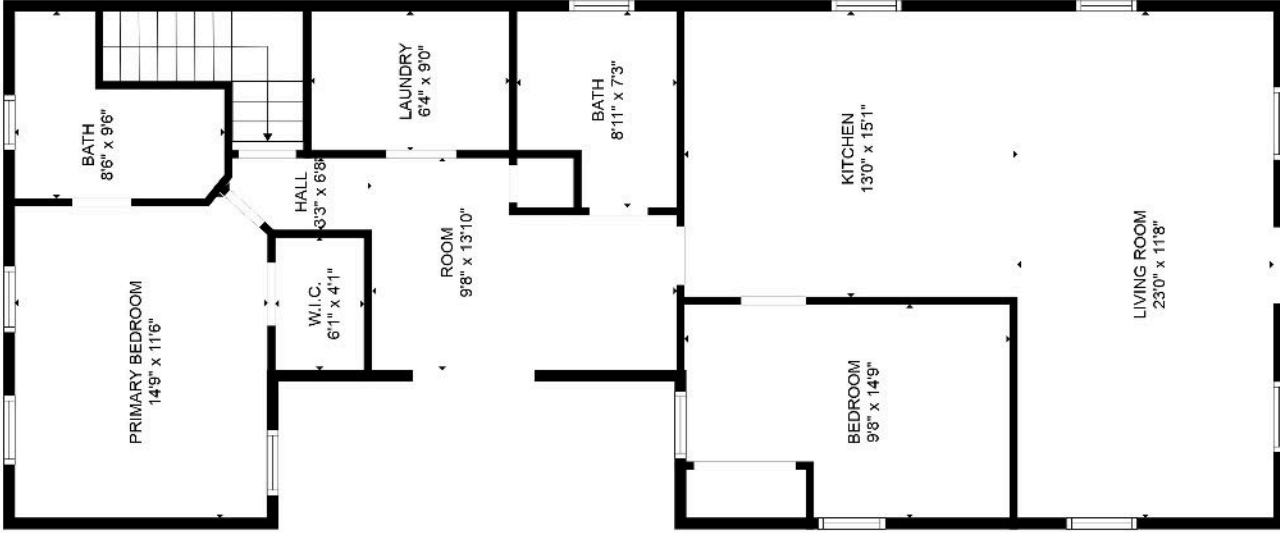 BATH
8'6" x 9'6"
PRIMARY BEDROOM
14'9" x 11'6"
HALL
3'3" x 6'8"
W.I.C.
6'1" x 4'1"
LAUNDRY
6'4" x 9'0"
ROOM
9'8" x 13'10"
BATH
8'11" x 7'3"
KITCHEN
13'0" x 15'1"
BEDROOM
9'8" x 14'9"
LIVING ROOM
23'0" x 11'8"